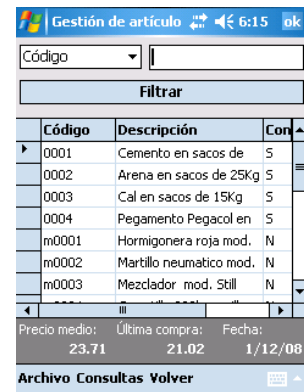 Gestión de artículo 6:15 ok
Código
Filtrar
Código Descripción Con
0001 Cemento en sacos de S
0002 Arena en sacos de 25Kg S
0003 Cal en sacos de 15Kg S
0004 Pegamento Pegacol en S
m0001 Hormigonera roja mod. N
m0002 Martillo neumatico mod. N
m0003 Mezclador mod. Still N
Precio medio: Última compra: Fecha:
23.71 21.02 1/12/08
Archivo Consultas Volver